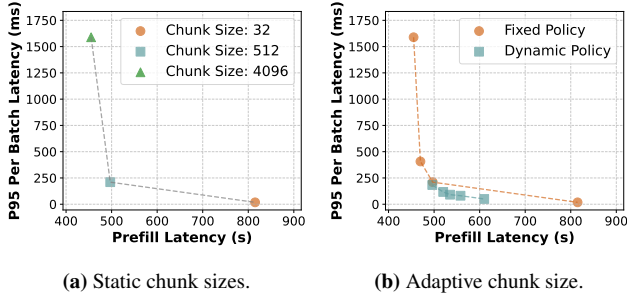 P95 Per Batch Latency (ms)
1750
1500
1250
1000
750
500
250
0
Chunk Size: 32
Chunk Size: 512
Chunk Size: 4096
400 500 600 700 800 900
Prefill Latency (s)
(a) Static chunk sizes.
P95 Per Batch Latency (ms)
1750
1500
1250
1000
750
500
250
0
Fixed Policy
Dynamic Policy
400 500 600 700 800 900
Prefill Latency (s)
(b) Adaptive chunk size.